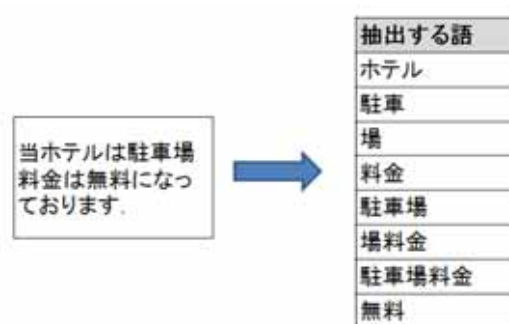 当ホテルは駐車場
料金は無料になっ
ております.
抽出する語
ホテル
駐車
場
料金
駐車場
場料金
駐車場料金
無料